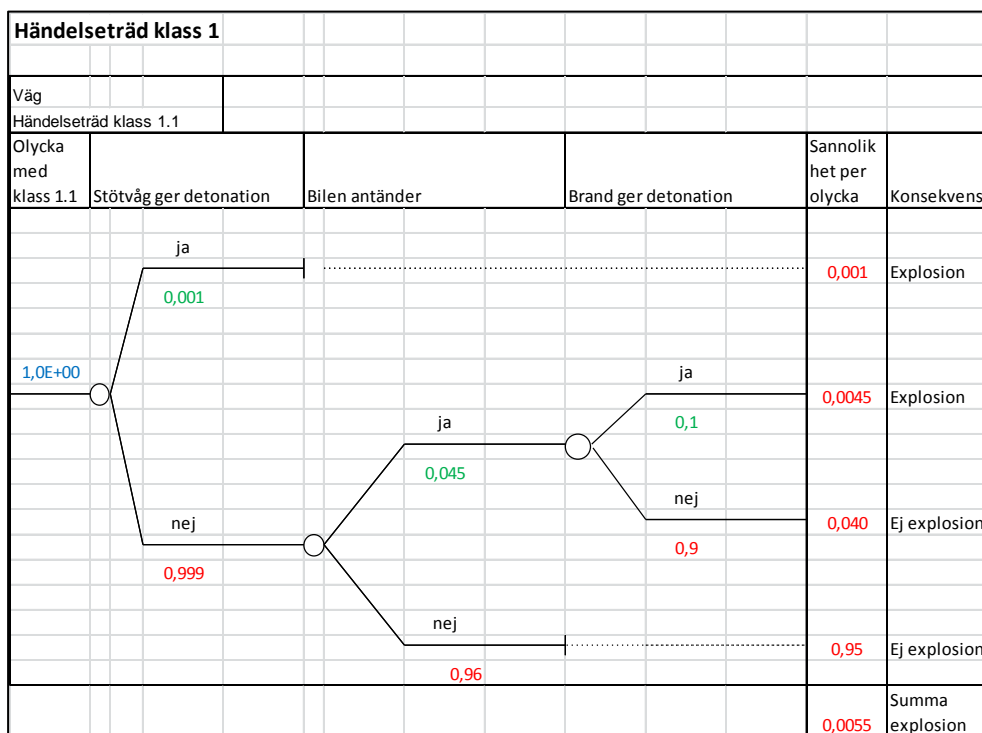 Händelseträd klass 1
Väg
Händelseträd klass 1.1
Olycka
med
klass 1.1
Stötvåg ger detonation
Bilen antänder
Brand ger detonation
Sannolik
het per
olycka
Konsekvens
ja
0,001
0,001
Explosion
1,0E+00
ja
0,0045
Explosion
0,1
ja
0,045
nej
0,040
Ej explosion
0,9
nej
0,999
nej
0,95
Ej explosion
0,96
Summa
explosion
0,0055